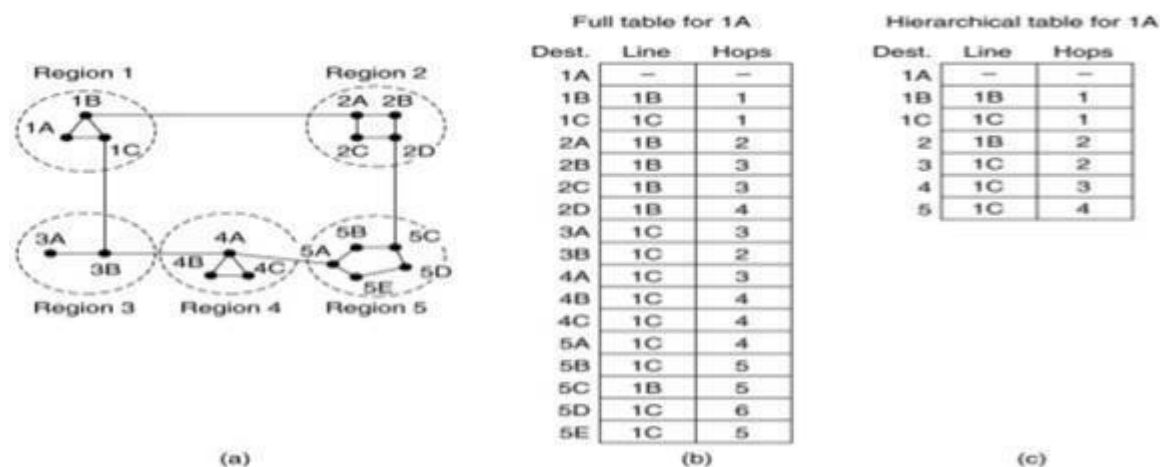 Region 1
Region 2
1B
2A 2B
1A
1C
2C
2D
3A
4A
5B
5C
3B
4B
4C
5A
5D
5E
Region 3
Region 4
Region 5
(a)
Full table for 1A
Dest. Line Hops
1A – –
1B 1B 1
1C 1C 1
2A 1B 2
2B 1B 3
2C 1B 3
2D 1B 4
3A 1C 3
3B 1C 2
4A 1C 3
4B 1C 4
4C 1C 4
5A 1C 4
5B 1C 5
5C 1B 5
5D 1C 6
5E 1C 5
(b)
Hierarchical table for 1A
Dest. Line Hops
1A – –
1B 1B 1
1C 1C 1
2 1B 2
3 1C 2
4 1C 3
5 1C 4
(c)